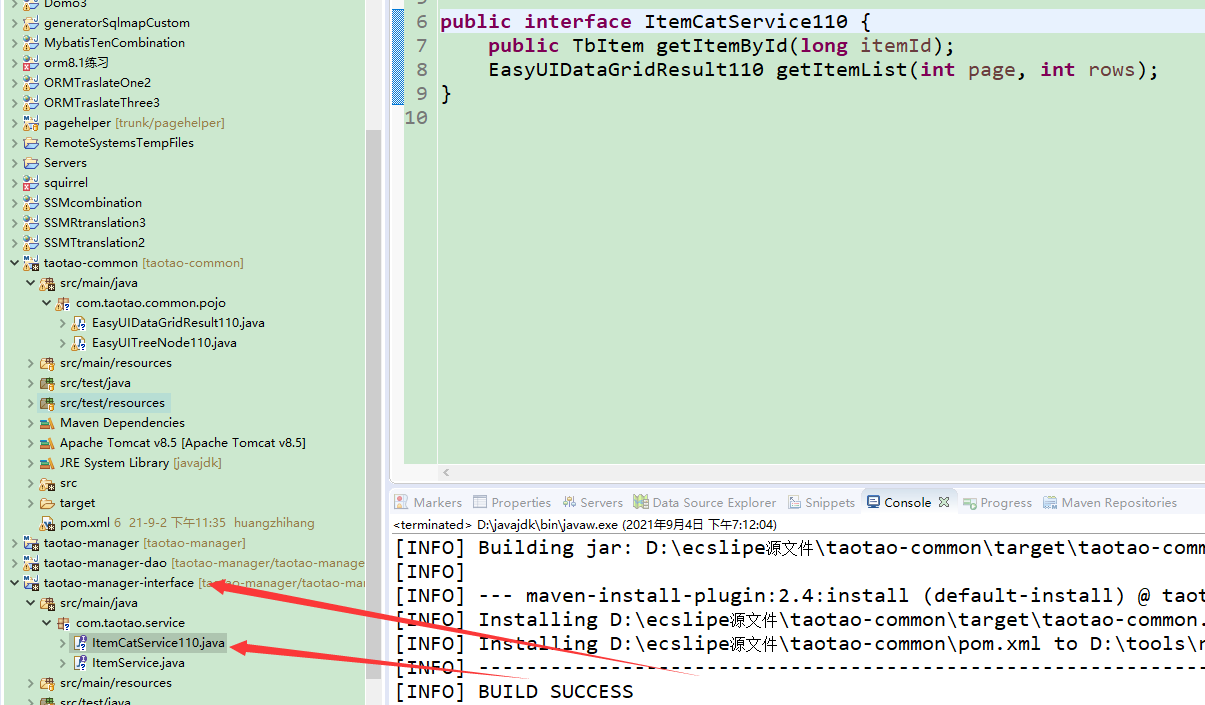 Domo3
generatorSqlmapCustom
MybatisTenCombination
orm8.1练习
ORMTraslateOne2
ORMTraslateThree3
pagehelper [trunk/pagehelper]
RemoteSystemsTempFiles
Servers
squirrel
SSMcombination
SSMRtranslation3
SSMTtranslation2
taotao-common [taotao-common]
src/main/java
com.taotao.common.pojo
EasyUIDataGridResult110.java
EasyUITreeNode110.java
src/main/resources
src/test/java
src/test/resources
Maven Dependencies
Apache Tomcat v8.5 [Apache Tomcat v8.5]
JRE System Library [javajdk]
src
target
pom.xml 6 21-9-2 下午11:35 huangzhihang
taotao-manager [taotao-manager]
taotao-manager-dao [taotao-manager/taotao-manage
taotao-manager-interface [taotao-manager/taotao-mar
src/main/java
com.taotao.service
ItemCatService110.java
ItemService.java
src/main/resources
src/test/java
6 public interface ItemCatService110 {
7 public TbItem getItemById(long itemId);
8 EasyUIDataGridResult110 getItemList(int page, int rows);
9 }
10
Markers Properties Servers Data Source Explorer Snippets Console Progress Maven Repositories
<terminated> D:\javajdk\bin\javaw.exe (2021年9月4日 下午7:12:04)
[INFO] Building jar: D:\ecslipe源文件\taotao-common\target\taotao-comm
[INFO]
[INFO] --- maven-install-plugin:2.4:install (default-install) @ taot
[INFO] Installing D:\ecslipe源文件\taotao-common\target\taotao-common.
[INFO] Installing D:\ecslipe源文件\taotao-common\pom.xml to D:\tools\r
[INFO] ------------------------------------------------------------------------
[INFO] BUILD SUCCESS